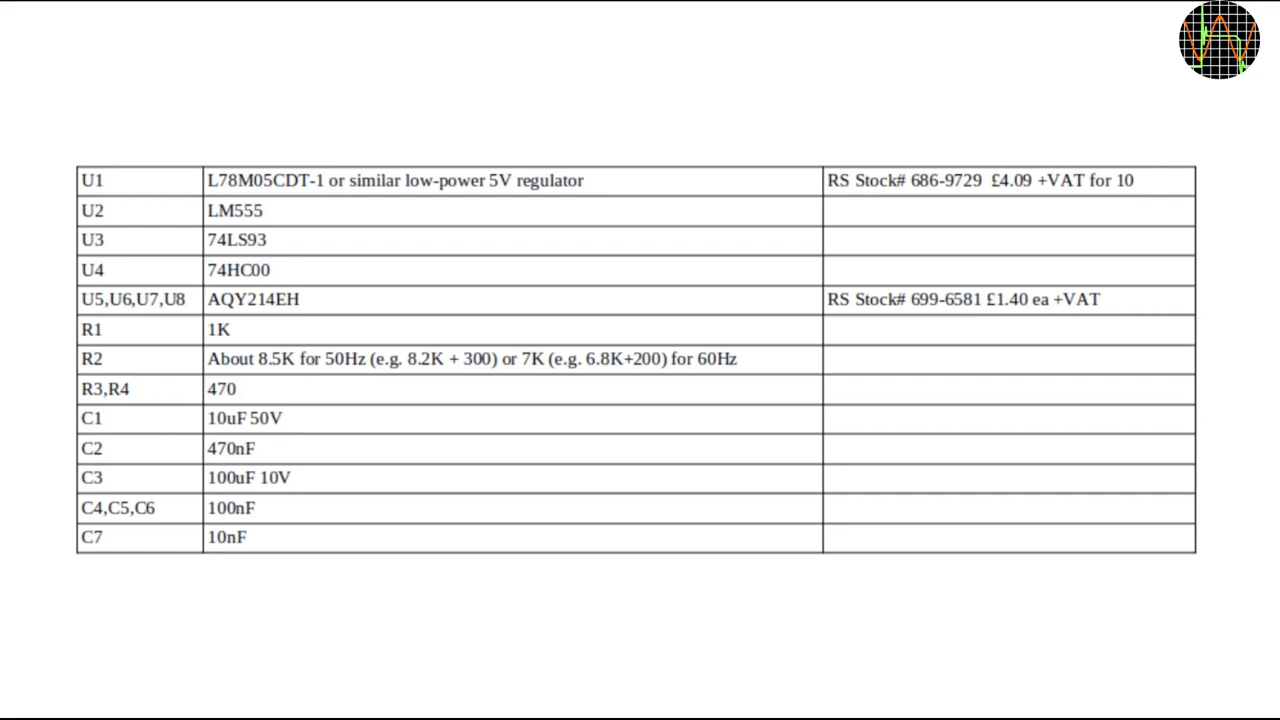 U1 L78M05CDT-1 or similar low-power 5V regulator RS Stock# 686-9729 £4.09 +VAT for 10
U2 LM555
U3 74LS93
U4 74HC00
U5,U6,U7,U8 AQY214EH RS Stock# 699-6581 £1.40 ea +VAT
R1 1K
R2 About 8.5K for 50Hz (e.g. 8.2K + 300) or 7K (e.g. 6.8K+200) for 60Hz
R3,R4 470
C1 10uF 50V
C2 470nF
C3 100uF 10V
C4,C5,C6 100nF
C7 10nF